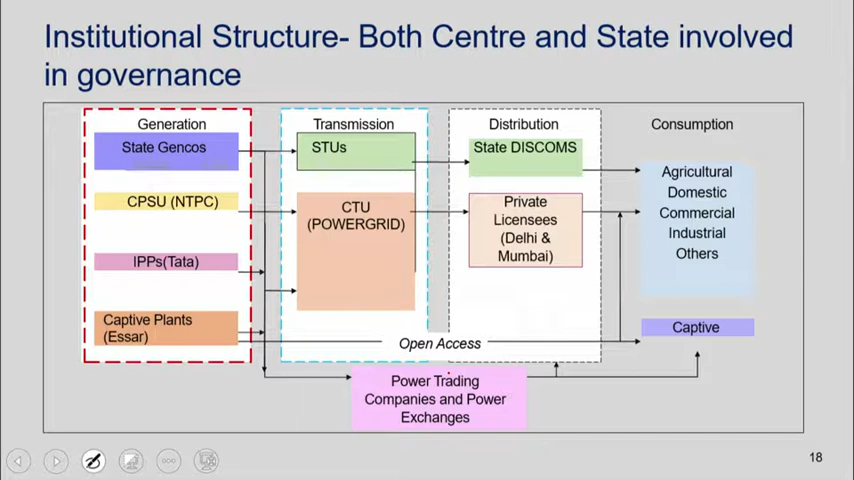 Institutional Structure- Both Centre and State involved
in governance
Generation
State Gencos
CPSU (NTPC)
IPPs(Tata)
Captive Plants
(Essar)
Transmission
STUs
CTU
(POWERGRID)
Distribution
State DISCOMS
Private
Licensees
(Delhi &
Mumbai)
Consumption
Agricultural
Domestic
Commercial
Industrial
Others
Captive
Open Access
Power Trading
Companies and Power
Exchanges
18